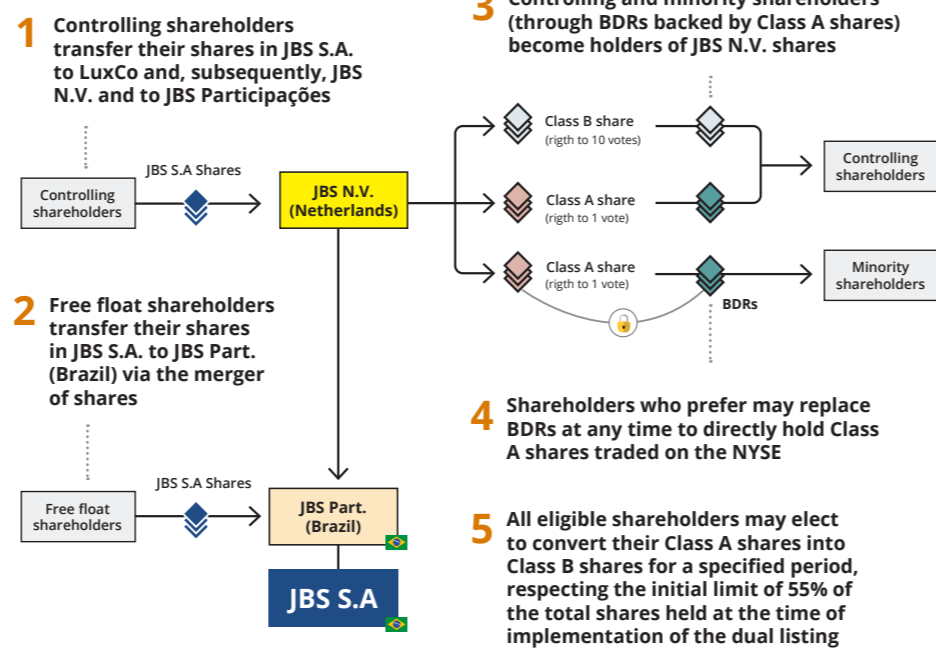 1
Controlling shareholders
transfer their shares in JBS S.A.
to LuxCo and, subsequently, JBS
N.V. and to JBS Participações
3
Controlling and minority shareholders
(through BDRs backed by Class A shares)
become holders of JBS N.V. shares
JBS S.A Shares
Controlling
shareholders
JBS N.V.
(Netherlands)
Class B share
(rigth to 10 votes)
Class A share
(rigth to 1 vote)
Class A share
(rigth to 1 vote)
BDRs
Controlling
shareholders
Minority
shareholders
2
Free float shareholders
transfer their shares
in JBS S.A. to JBS Part.
(Brazil) via the merger
of shares
JBS S.A Shares
Free float
shareholders
JBS Part.
(Brazil)
JBS S.A
4
Shareholders who prefer may replace
BDRs at any time to directly hold Class
A shares traded on the NYSE
5
All eligible shareholders may elect
to convert their Class A shares into
Class B shares for a specified period,
respecting the initial limit of 55% of
the total shares held at the time of
implementation of the dual listing